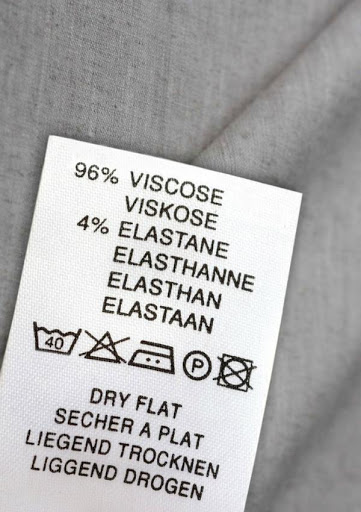 96% VISCOSE
VISKOSE
4% ELASTANE
ELASTHANNE
ELASTHAN
ELASTAAN
40 P
DRY FLAT
SECHER A PLAT
LIEGEND TROCKNEN
LIGGEND DROGEN